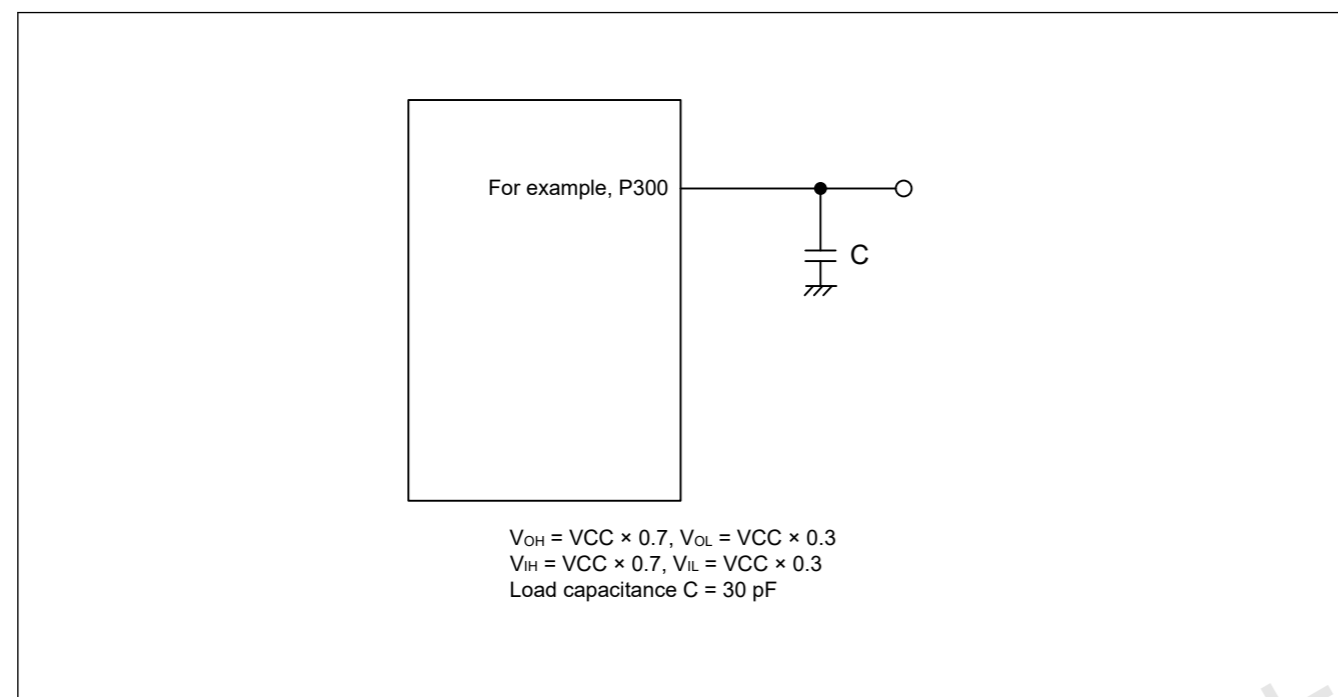 For example, P300
C
VOH = VCC × 0.7, VOL = VCC × 0.3
VIH = VCC × 0.7, VIL = VCC × 0.3
Load capacitance C = 30 pF